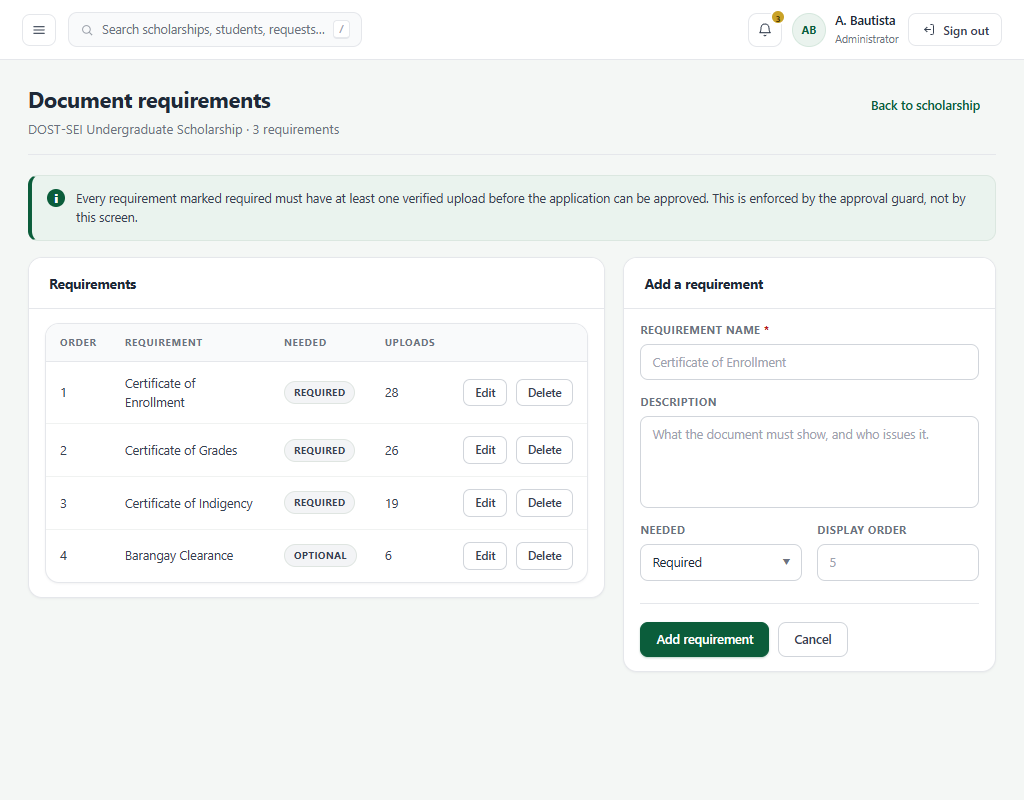 Search scholarships, students, requests... /
3
AB
A. Bautista
Administrator
Sign out
Document requirements
DOST-SEI Undergraduate Scholarship · 3 requirements
Back to scholarship
Every requirement marked required must have at least one verified upload before the application can be approved. This is enforced by the approval guard, not by
this screen.
Requirements
ORDER REQUIREMENT NEEDED UPLOADS
1 Certificate of
Enrollment REQUIRED 28 Edit Delete
2 Certificate of Grades REQUIRED 26 Edit Delete
3 Certificate of Indigency REQUIRED 19 Edit Delete
4 Barangay Clearance OPTIONAL 6 Edit Delete
Add a requirement
REQUIREMENT NAME *
Certificate of Enrollment
DESCRIPTION
What the document must show, and who issues it.
NEEDED DISPLAY ORDER
Required 5
Add requirement Cancel